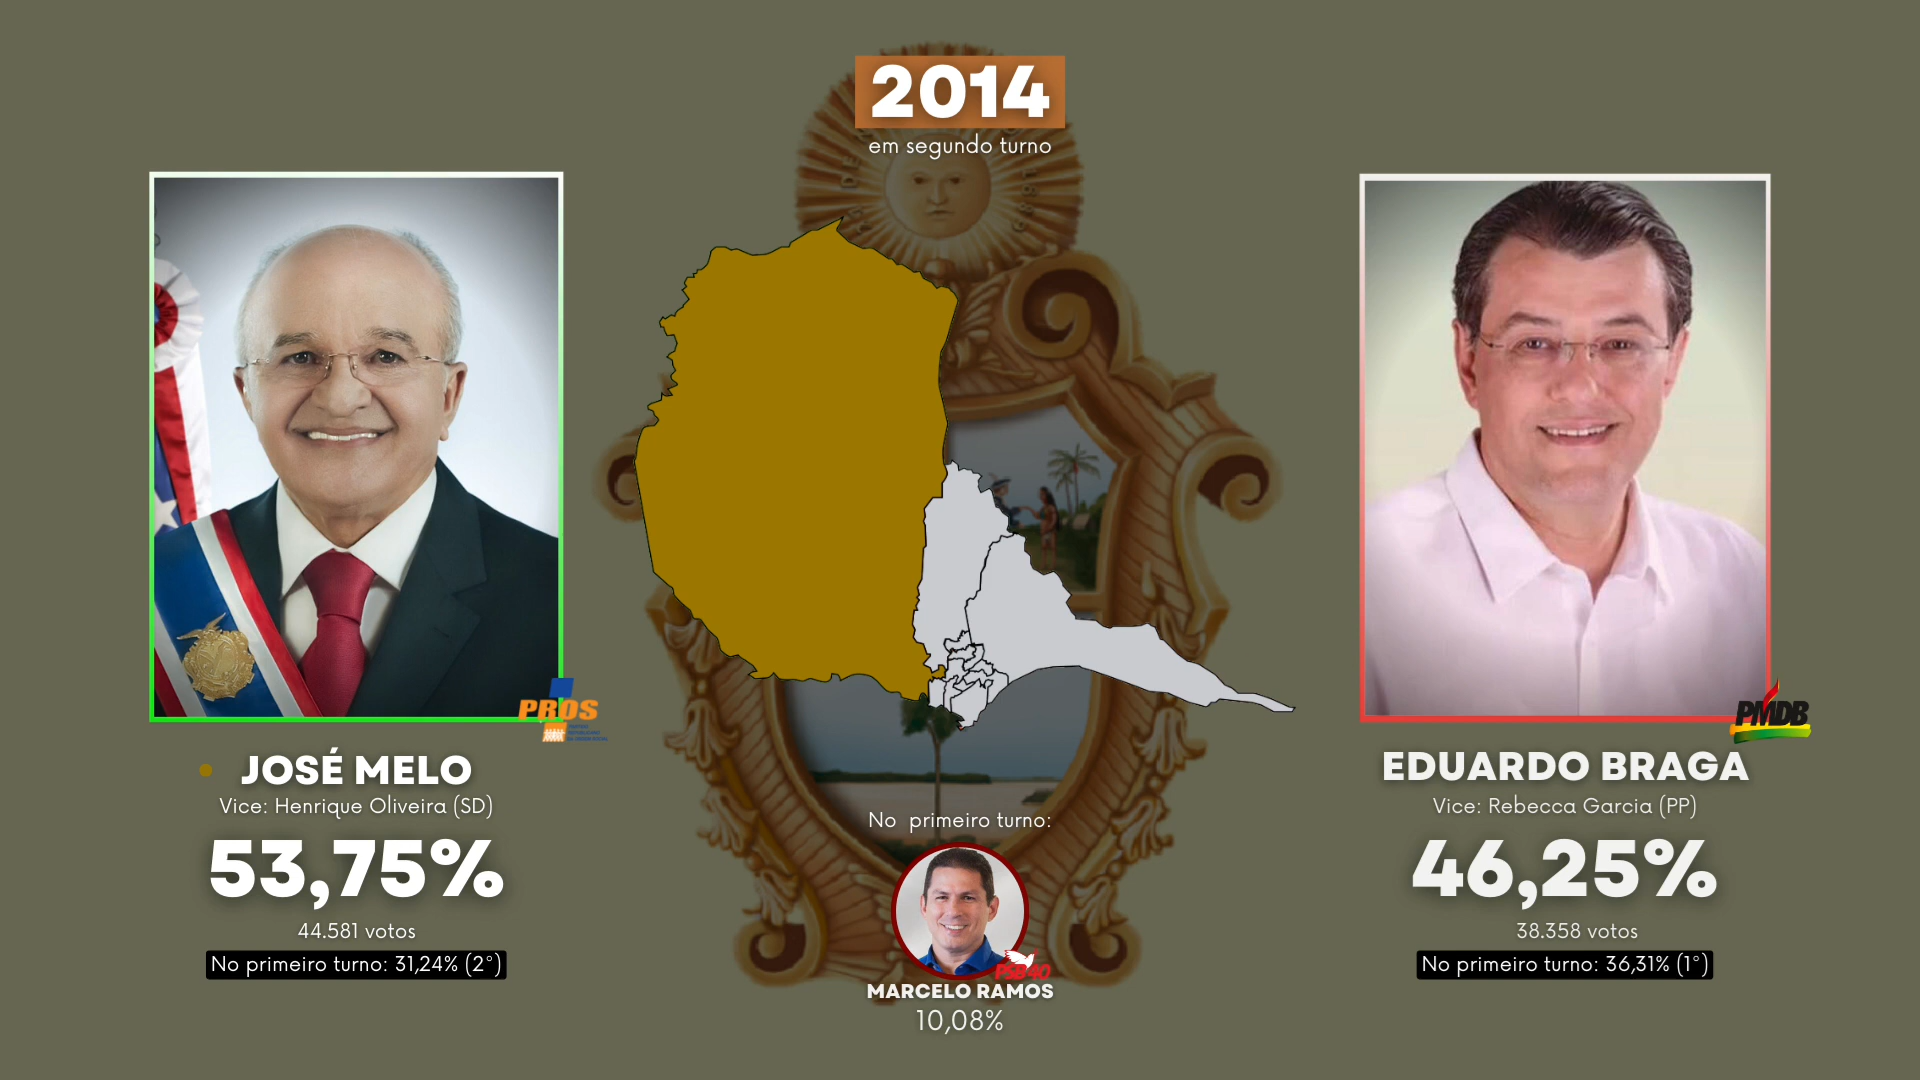 2014
em segundo turno
PROS
JOSÉ MELO
Vice: Henrique Oliveira (SD)
53,75%
44.581 votos
No primeiro turno: 31,24% (2°)
No primeiro turno:
PSB 40
MARCELO RAMOS
10,08%
PMDB
EDUARDO BRAGA
Vice: Rebecca Garcia (PP)
46,25%
38.358 votos
No primeiro turno: 36,31% (1°)